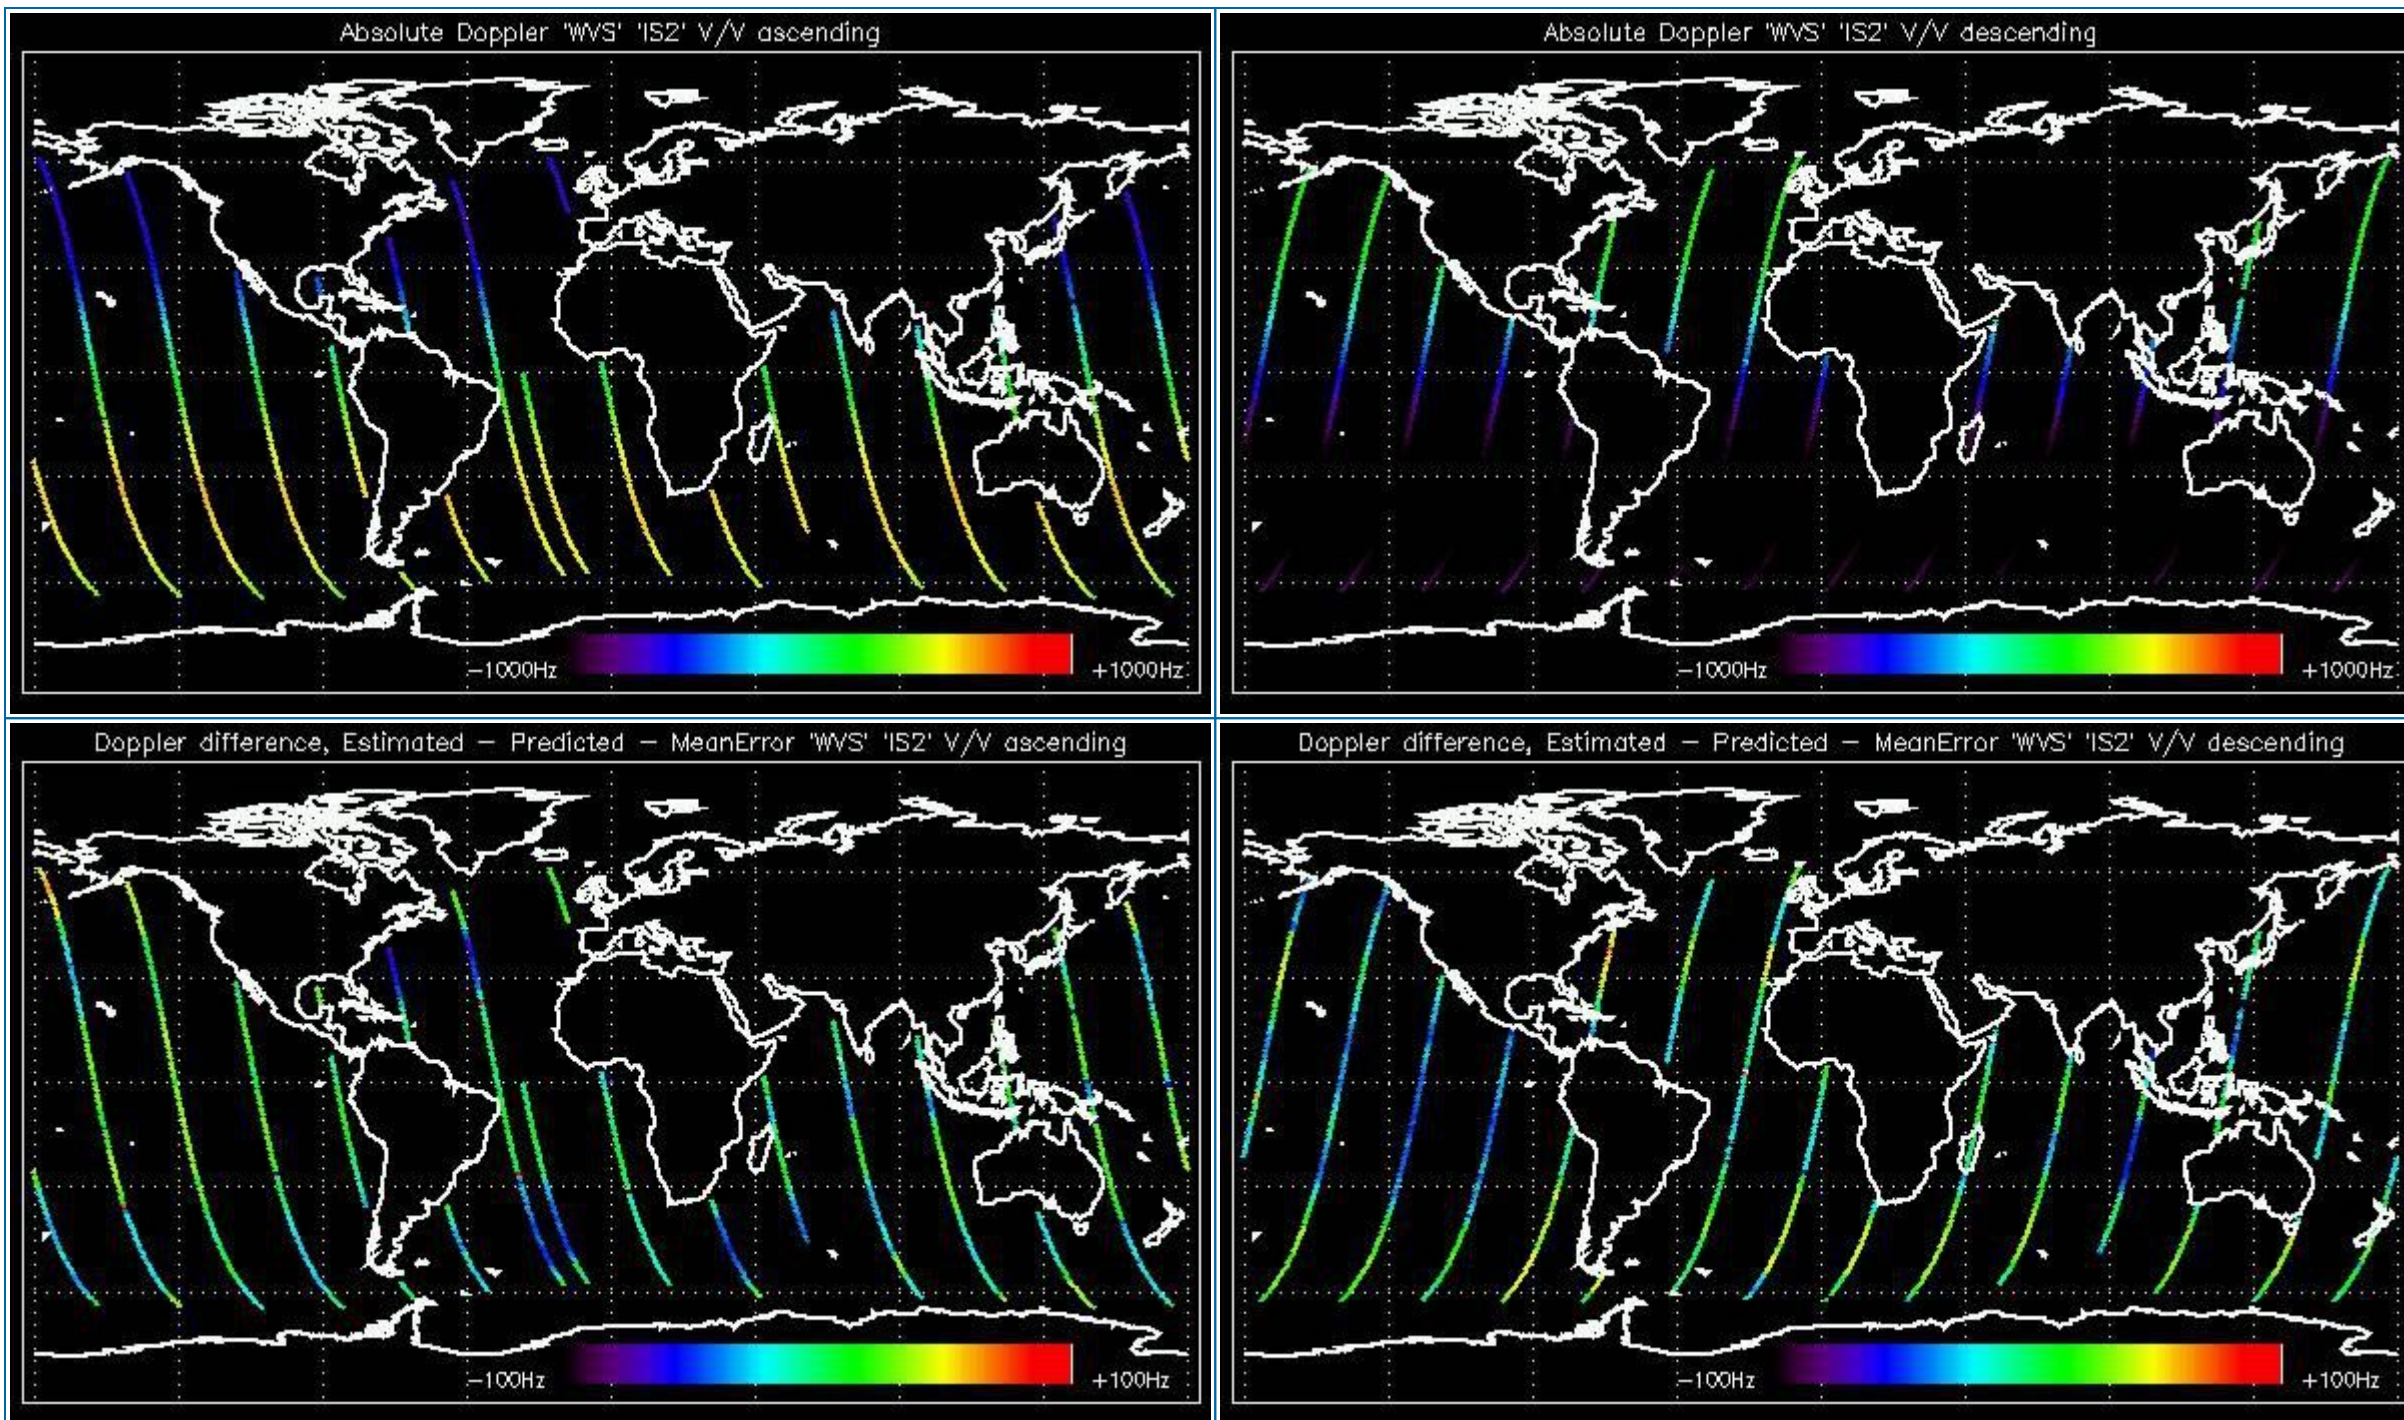 Absolute Doppler 'WVS' 'IS2' V/V ascending
-1000Hz +1000Hz
Absolute Doppler 'WVS' 'IS2' V/V descending
-1000Hz +1000Hz
Doppler difference, Estimated - Predicted - MeanError 'WVS' 'IS2' V/V ascending
-100Hz +100Hz
Doppler difference, Estimated - Predicted - MeanError 'WVS' 'IS2' V/V descending
-100Hz +100Hz